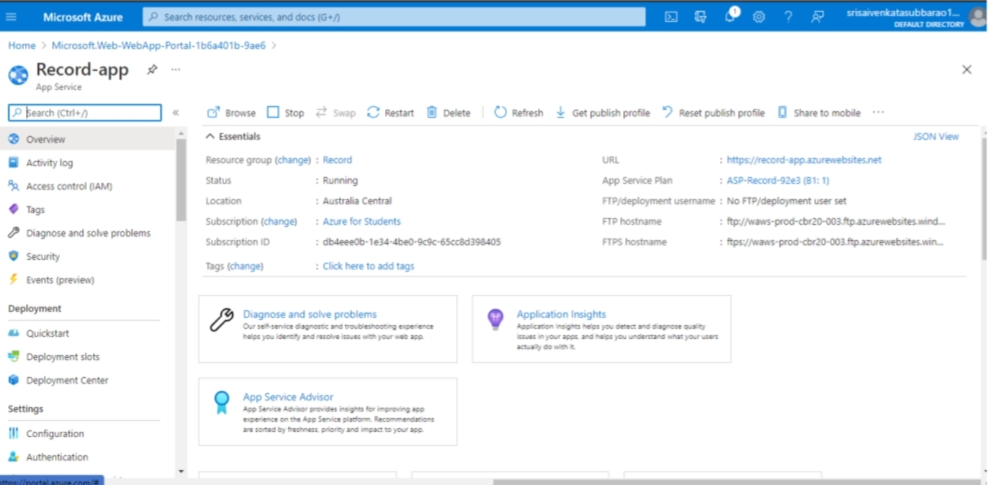 Microsoft Azure
Search resources, services, and docs (G+/)
srisaivenkatasubbarao1...
DEFAULT DIRECTORY
Home > Microsoft.Web-WebApp-Portal-1b6a401b-9ae6 >
Record-app
App Service
Search (Ctrl+/)
Overview
Activity log
Access control (IAM)
Tags
Diagnose and solve problems
Security
Events (preview)
Deployment
Quickstart
Deployment slots
Deployment Center
Settings
Configuration
Authentication
https://portal.azure.com/#
Browse Stop Swap Restart Delete Refresh Get publish profile Reset publish profile Share to mobile ...
Essentials
JSON View
Resource group (change) : Record
Status : Running
Location : Australia Central
Subscription (change) : Azure for Students
Subscription ID : db4eee0b-1e34-4be0-9c9c-65cc8d398405
Tags (change) : Click here to add tags
URL : https://record-app.azurewebsites.net
App Service Plan : ASP-Record-92e3 (B1: 1)
FTP/deployment username : No FTP/deployment user set
FTP hostname : ftp://waws-prod-cbr20-003.ftp.azurewebsites.wind...
FTPS hostname : ftps://waws-prod-cbr20-003.ftp.azurewebsites.win...
Diagnose and solve problems
Our self-service diagnostic and troubleshooting experience
helps you identify and resolve issues with your web app.
Application Insights
Application Insights helps you detect and diagnose quality
issues in your apps, and helps you understand what your users
actually do with it.
App Service Advisor
App Service Advisor provides insights for improving app
experience on the App Service platform. Recommendations
are sorted by freshness, priority and impact to your app.